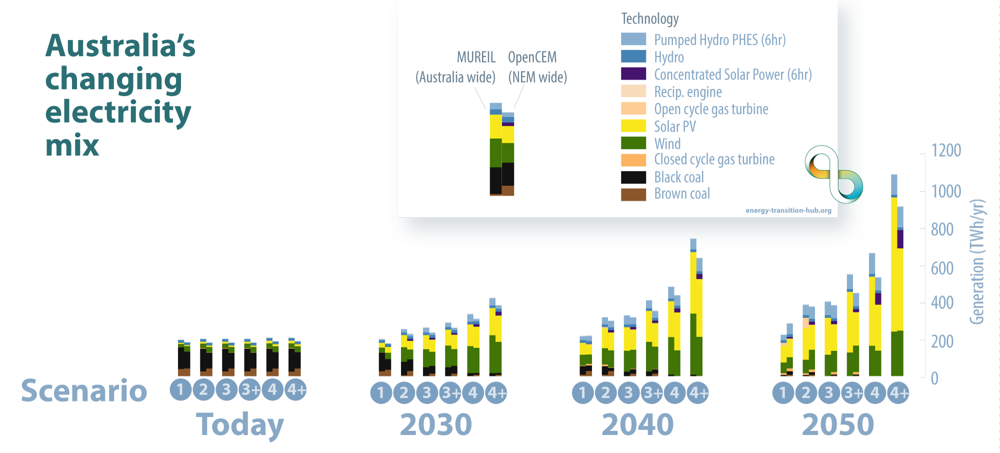 Australia's
changing
electricity
mix
MUREIL OpenCEM
(Australia wide) (NEM wide)
Technology
Pumped Hydro PHES (6hr)
Hydro
Concentrated Solar Power (6hr)
Recip. engine
Open cycle gas turbine
Solar PV
Wind
Closed cycle gas turbine
Black coal
Brown coal
energy-transition-hub.org
1200
1000
800
600
400
200
0
Generation (TWh/yr)
Scenario
1 2 3 3+ 4 4+
1 2 3 3+ 4 4+
1 2 3 3+ 4 4+
1 2 3 3+ 4 4+
Today 2030 2040 2050